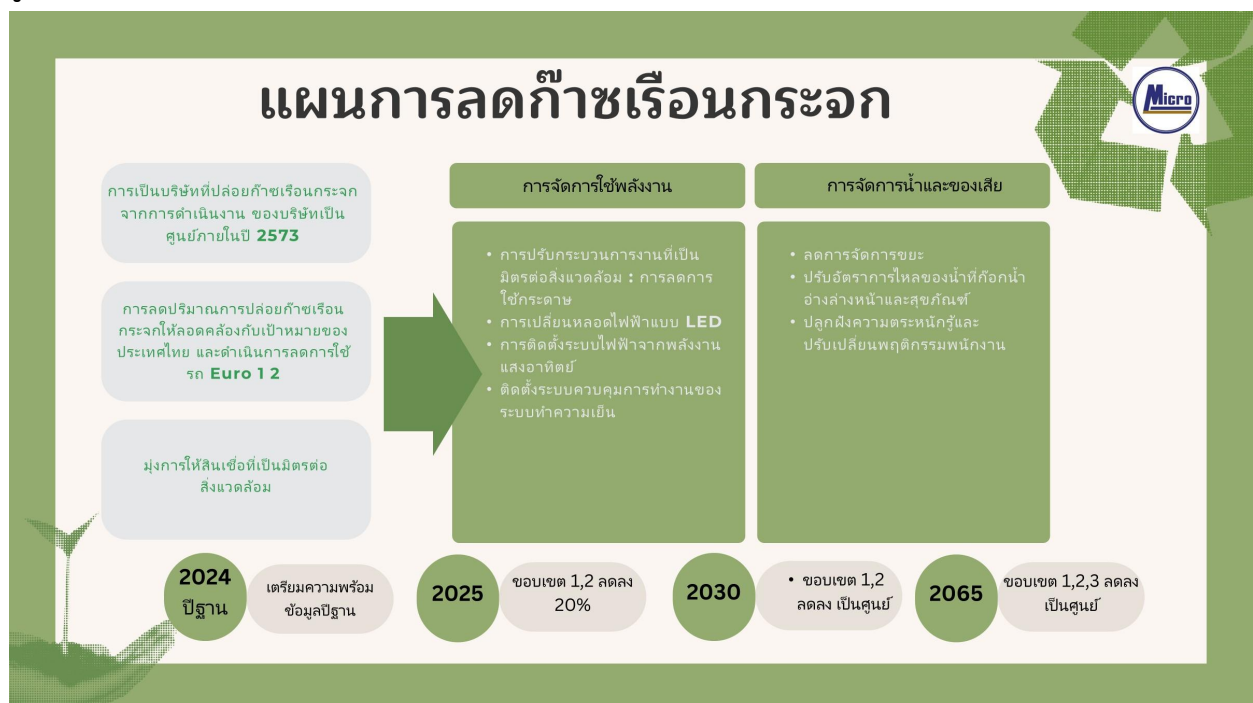 แผนการลดก๊าซเรือนกระจก
Micro
การเป็นบริษัทที่ปล่อยก๊าซเรือนกระจก
จากการดำเนินงาน ของบริษัทเป็น
ศูนย์ภายในปี 2573
การลดปริมาณการปล่อยก๊าซเรือน
กระจกให้ลอดคล้องกับเป้าหมายของ
ประเทศไทย และดำเนินการลดการใช้
รถ Euro 1 2
มุ่งการให้สินเชื่อที่เป็นมิตรต่อ
สิ่งแวดล้อม
การจัดการใช้พลังงาน
• การปรับกระบวนการงานที่เป็น
มิตรต่อสิ่งแวดล้อม : การลดการ
ใช้กระดาษ
• การเปลี่ยนหลอดไฟฟ้าแบบ LED
• การติดตั้งระบบไฟฟ้าจากพลังงาน
แสงอาทิตย์
• ติดตั้งระบบควบคุมการทำงานของ
ระบบทำความเย็น
การจัดการน้ำและของเสีย
• ลดการจัดการขยะ
• ปรับอัตราการไหลของน้ำที่ก๊อกน้ำ
อ่างล่างหน้าและสุขภัณฑ์
• ปลูกฝังความตระหนักรู้และ
ปรับเปลี่ยนพฤติกรรมพนักงาน
2024
ปีฐาน
เตรียมความพร้อม
ข้อมูลปีฐาน
2025
ขอบเขต 1,2 ลดลง
20%
2030
• ขอบเขต 1,2
ลดลง เป็นศูนย์
2065
ขอบเขต 1,2,3 ลดลง
เป็นศูนย์